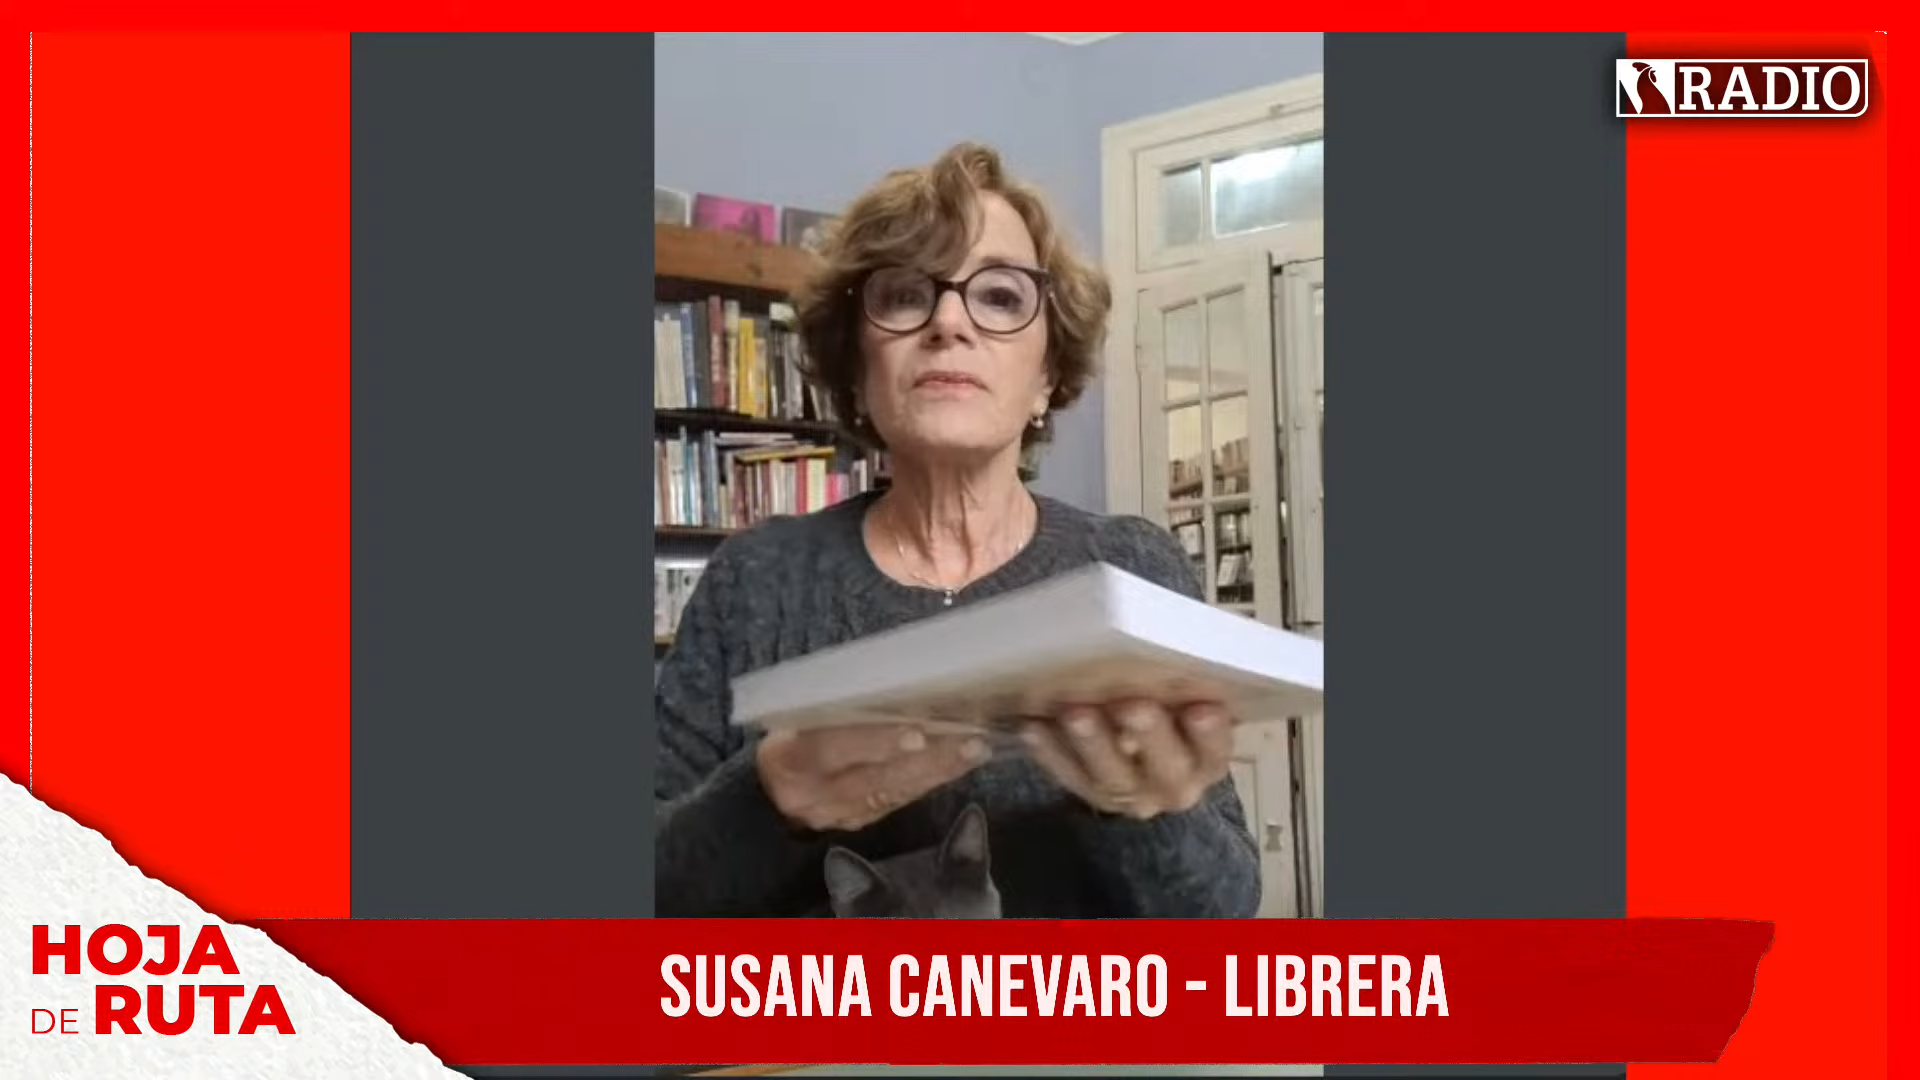 RADIO
HOJA
DE RUTA
SUSANA CANEVARO - LIBRERA